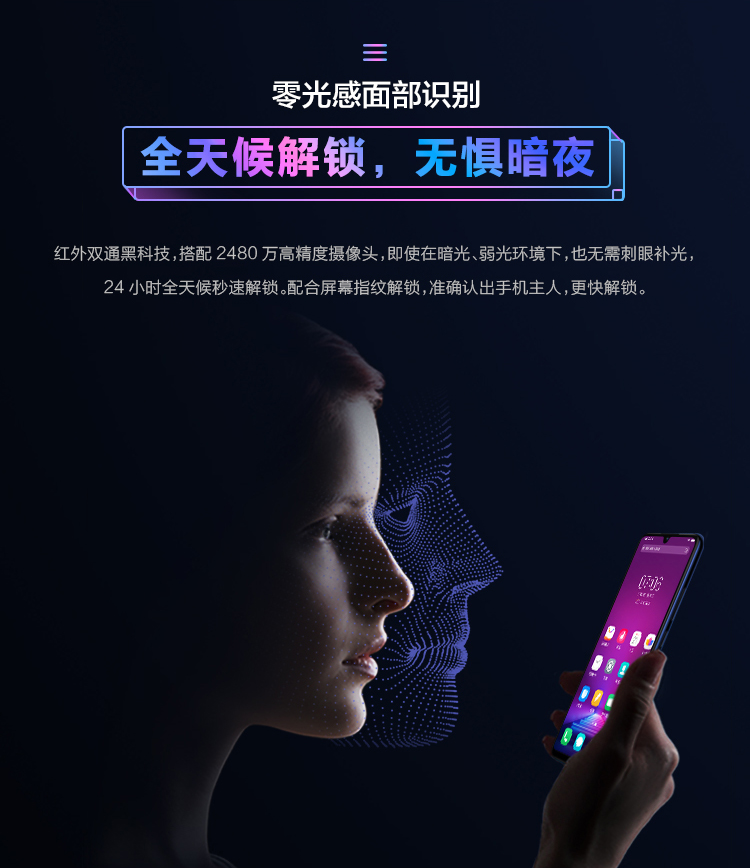 零光感面部识别
全天候解锁，无惧暗夜
红外双通黑科技，搭配 2480 万高精度摄像头，即使在暗光、弱光环境下，也无需刺眼补光，
24 小时全天候秒速解锁。配合屏幕指纹解锁，准确认出手机主人，更快解锁。
07:06